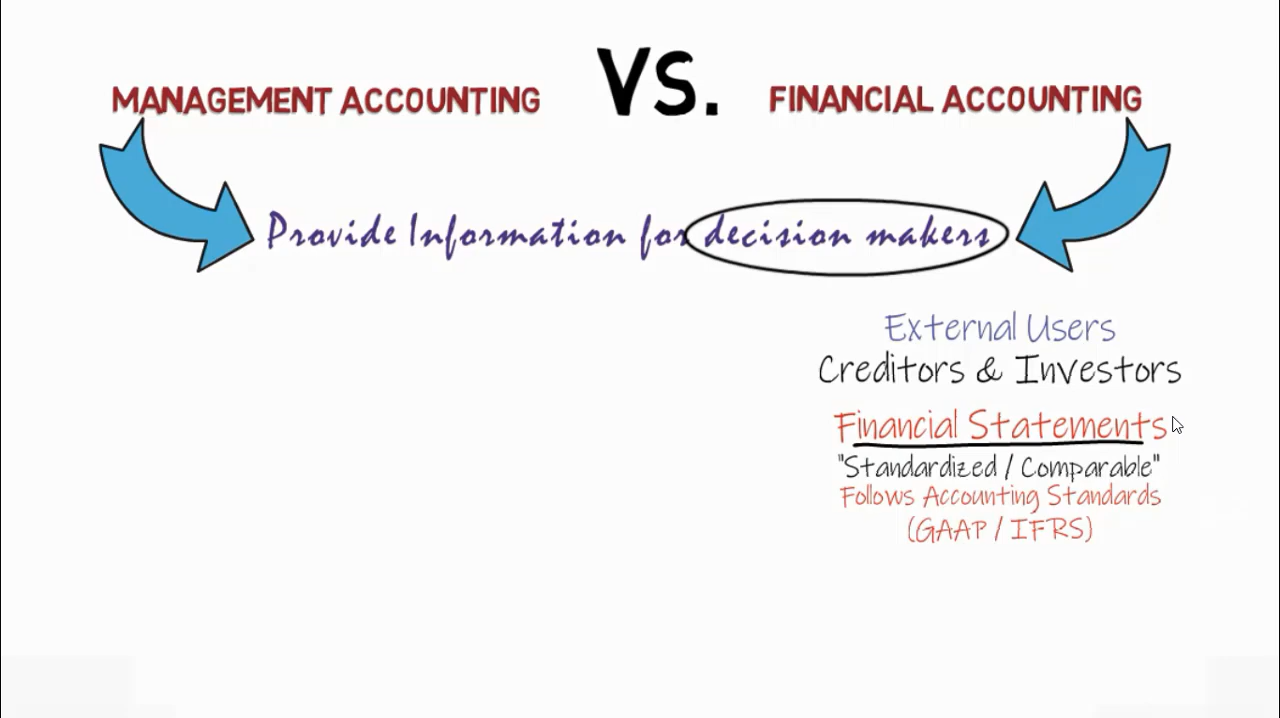 MANAGEMENT ACCOUNTING VS. FINANCIAL ACCOUNTING
Provide Information for decision makers
External Users
Creditors & Investors
Financial Statements
"Standardized / Comparable"
Follows Accounting Standards
(GAAP / IFRS)